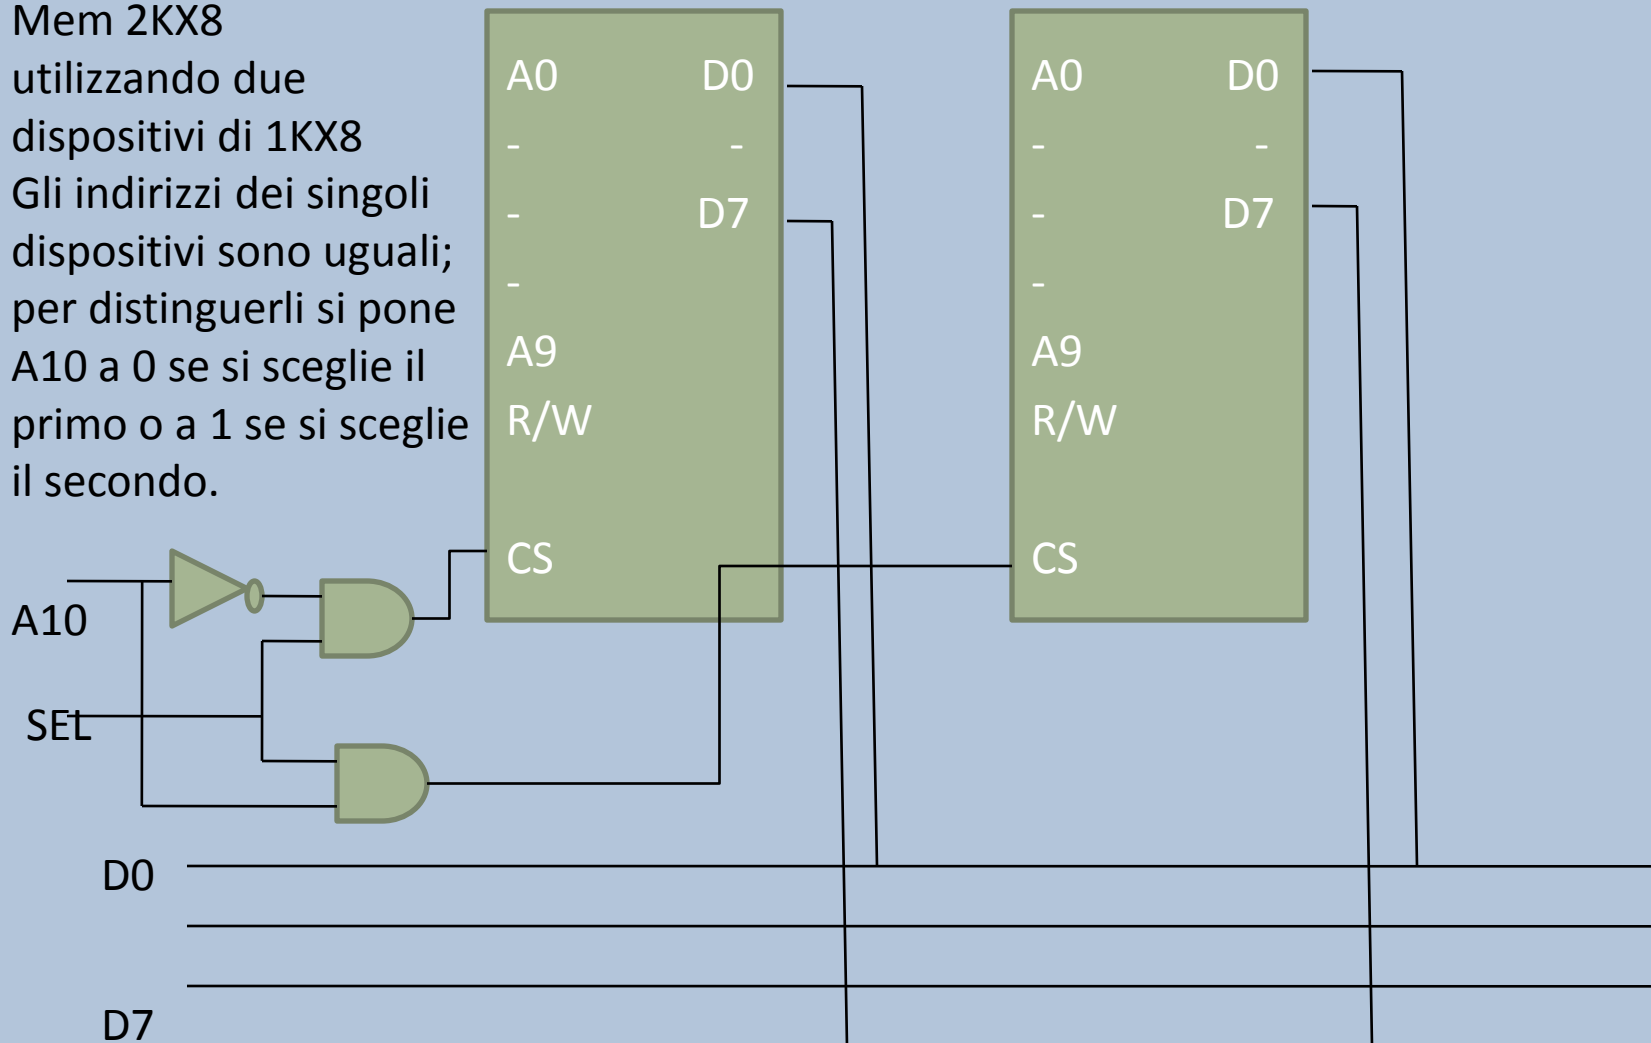 Mem 2KX8
utilizzando due
dispositivi di 1KX8
Gli indirizzi dei singoli
dispositivi sono uguali;
per distinguerli si pone
A10 a 0 se si sceglie il
primo o a 1 se si sceglie
il secondo.
A0 D0
- -
- D7
-
A9
R/W
CS
A0 D0
- -
- D7
-
A9
R/W
CS
A10
SEL
D0
D7